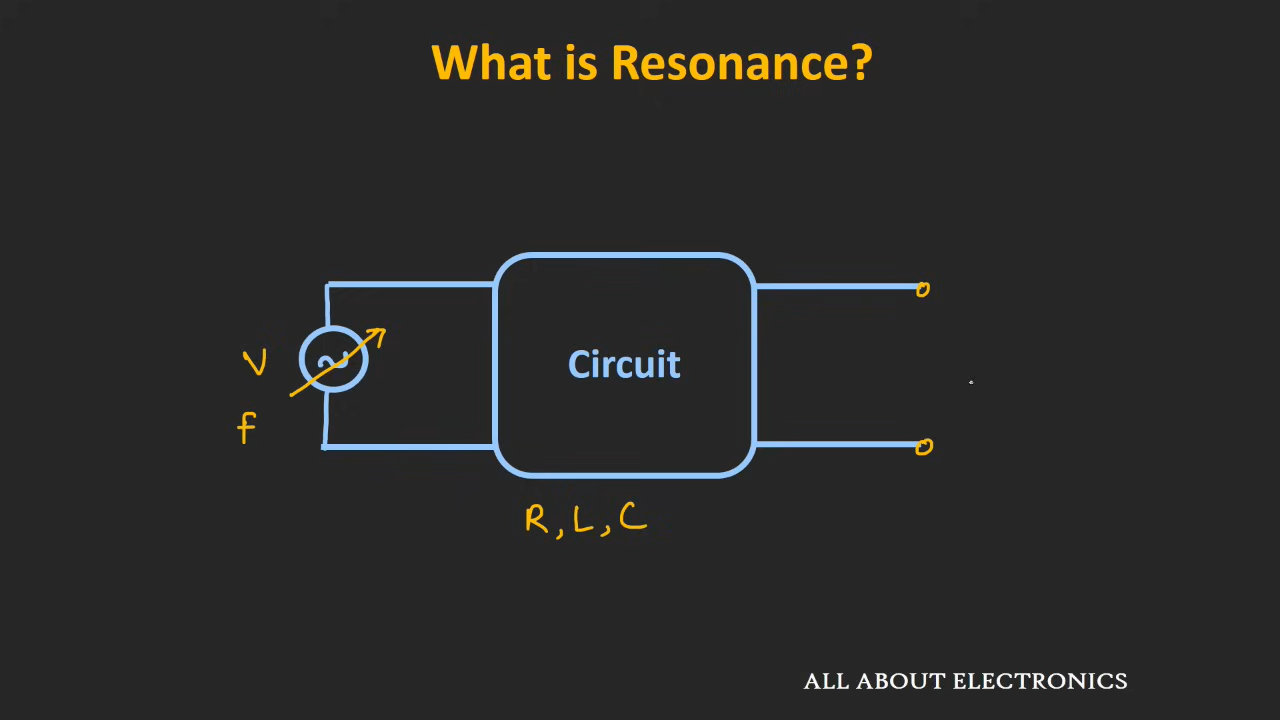 What is Resonance?
V
f
Circuit
R, L, C
ALL ABOUT ELECTRONICS